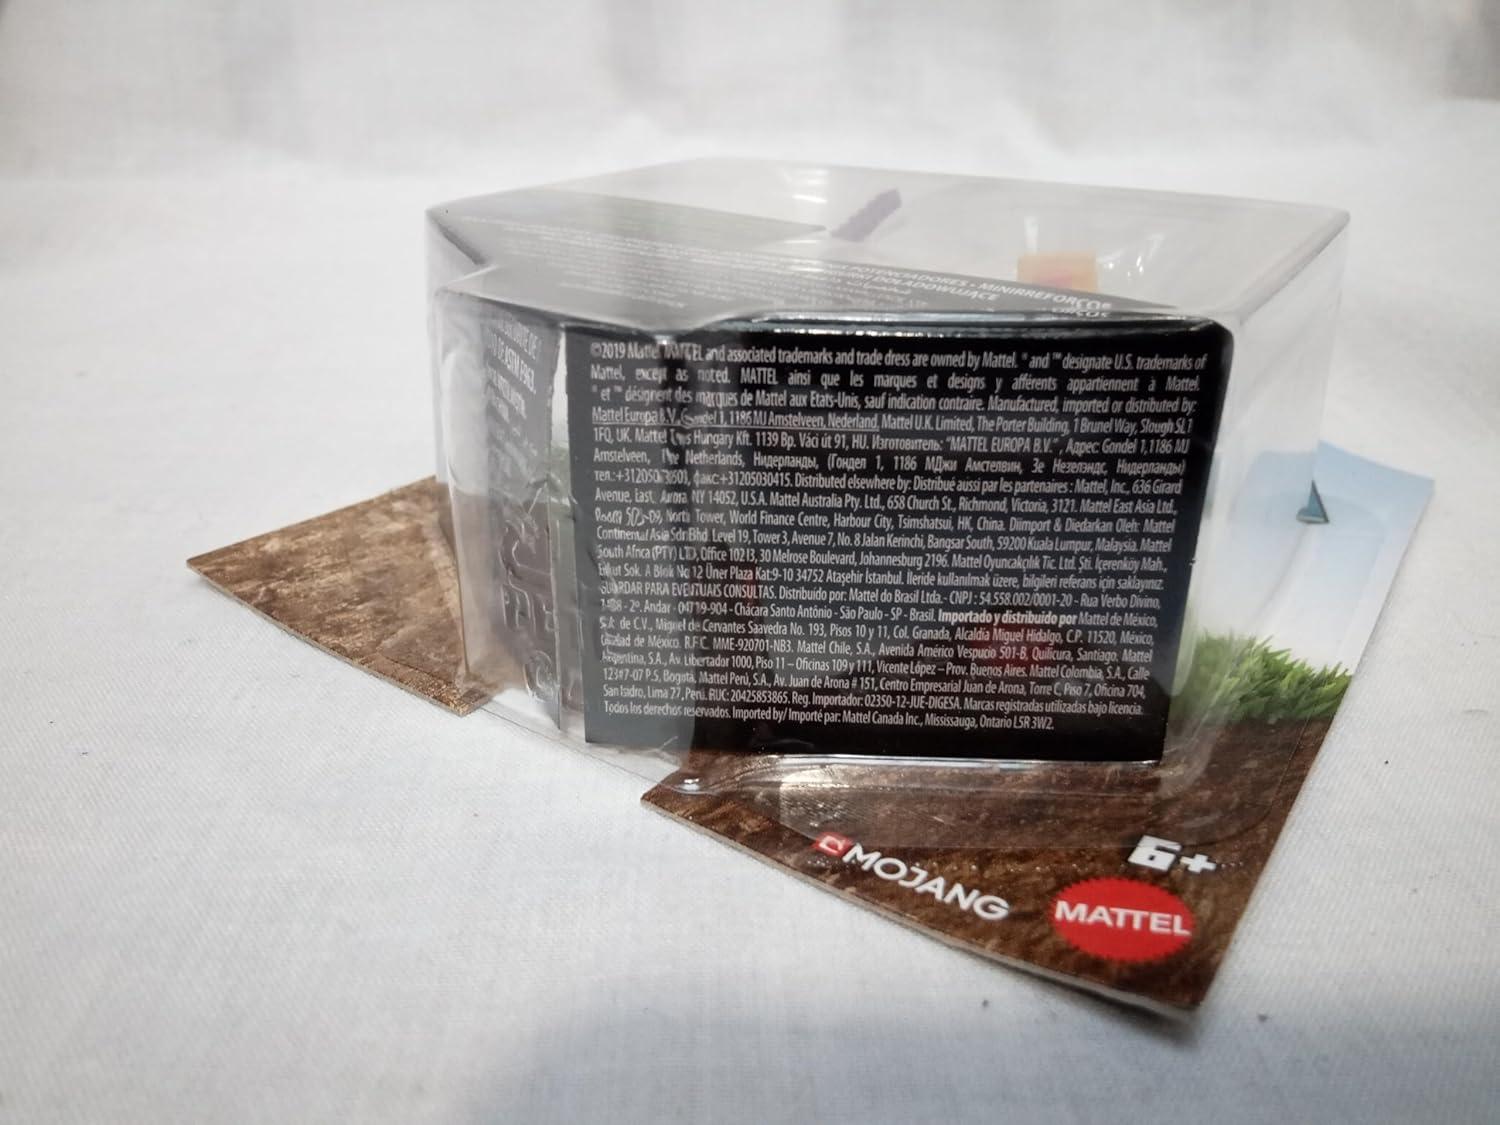 POTENCIADORES • MINIRREFORÇOS
DOŁADOWUJĄCE
DE ASTM F963.
©2019 Mattel. MATTEL and associated trademarks and trade dress are owned by Mattel. ® and ™ designate U.S. trademarks of
Mattel, except as noted. MATTEL ainsi que les marques et designs y afférents appartiennent à Mattel.
® et ™ désignent des marques de Mattel aux Etats-Unis, sauf indication contraire. Manufactured, imported or distributed by:
Mattel Europa B.V., Gondel 1, 1186 MJ Amstelveen, Nederland. Mattel U.K. Limited, The Porter Building, 1 Brunel Way, Slough SL1
1FQ, UK. Mattel Toys Hungary Kft. 1139 Bp. Váci út 91, HU. Изготовитель: "MATTEL EUROPA B.V.", Адрес: Gondel 1, 1186 MJ
Amstelveen, The Netherlands, Нидерланды, (Гондел 1, 1186 МДжи Амстелвин, Зе Незелэндс, Нидерланды)
факс:+31205030415. Distributed elsewhere by: Distribué aussi par les partenaires : Mattel, Inc., 636 Girard
Avenue, East, Aurora, NY 14052, U.S.A. Mattel Australia Pty. Ltd., 658 Church St., Richmond, Victoria, 3121. Mattel East Asia Ltd.,
Room North Tower, World Finance Centre, Harbour City, Tsimshatsui, HK, China. Diimport & Diedarkan Oleh: Mattel
Continental Asia Sdr Bhd. Level 19, Tower 3, Avenue 7, No. 8 Jalan Kerinchi, Bangsar South, 59200 Kuala Lumpur, Malaysia. Mattel
South Africa (PTY) LTD, Office 102 I3, 30 Melrose Boulevard, Johannesburg 2196. Mattel Oyuncakçılık Tic. Ltd. Şti. İçerenköy Mah.,
Sok. A Blok No 12 Üner Plaza Kat:9-10 34752 Ataşehir İstanbul. İleride kullanılmak üzere, bilgileri referans için saklayınız.
GUARDAR PARA EVENTUAIS CONSULTAS. Distribuído por: Mattel do Brasil Ltda.- CNPJ : 54.558.002/0001-20 - Rua Verbo Divino,
- 2º. Andar - 04719-904 - Chácara Santo Antônio - São Paulo - SP - Brasil. Importado y distribuido por Mattel de México,
S.A. de C.V., Miguel de Cervantes Saavedra No. 193, Pisos 10 y 11, Col. Granada, Alcaldía Miguel Hidalgo, C.P. 11520, México,
Ciudad de México. R.F.C. MME-920701-NB3. Mattel Chile, S.A., Avenida Américo Vespucio 501-B, Quilicura, Santiago. Mattel
Argentina, S.A., Av. Libertador 1000, Piso 11 – Oficinas 109 y 111, Vicente López – Prov. Buenos Aires. Mattel Colombia, S.A., Calle
123#7-07 P.5, Bogotá. Mattel Perú, S.A., Av. Juan de Arona # 151, Centro Empresarial Juan de Arona, Torre C, Piso 7, Oficina 704,
San Isidro, Lima 27, Perú. RUC: 20425853865. Reg. Importador: 02350-12-JUE-DIGESA. Marcas registradas utilizadas bajo licencia.
Todos los derechos reservados. Imported by/ Importé par: Mattel Canada Inc., Mississauga, Ontario L5R 3W2.
6+
MOJANG
MATTEL